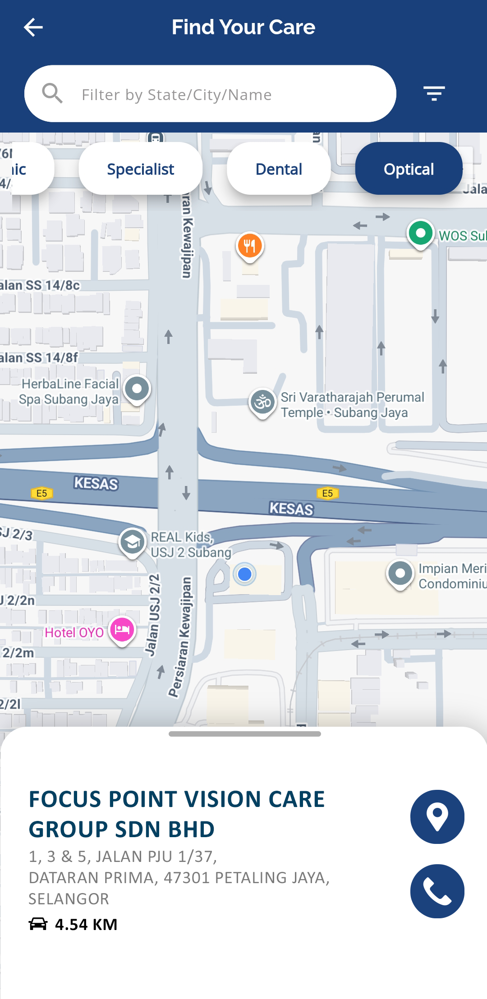 Find Your Care
Filter by State/City/Name
nic
Specialist
Dental
Optical
Jala
ran Kewajipan
WOS Sul
alan SS 14/8c
alan SS 14/8f
HerbaLine Facial
Spa Subang Jaya
Sri Varatharajah Perumal
Temple • Subang Jaya
KESAS
E5
E5
KESAS
SJ 2/3
REAL Kids,
USJ 2 Subang
Impian Meri
Condominiu
J 2/2n
Jalan USJ 2/2
Persiaran Kewajipan
Hotel OYO
2/2m
2/2l
FOCUS POINT VISION CARE
GROUP SDN BHD
1, 3 & 5, JALAN PJU 1/37,
DATARAN PRIMA, 47301 PETALING JAYA,
SELANGOR
4.54 KM